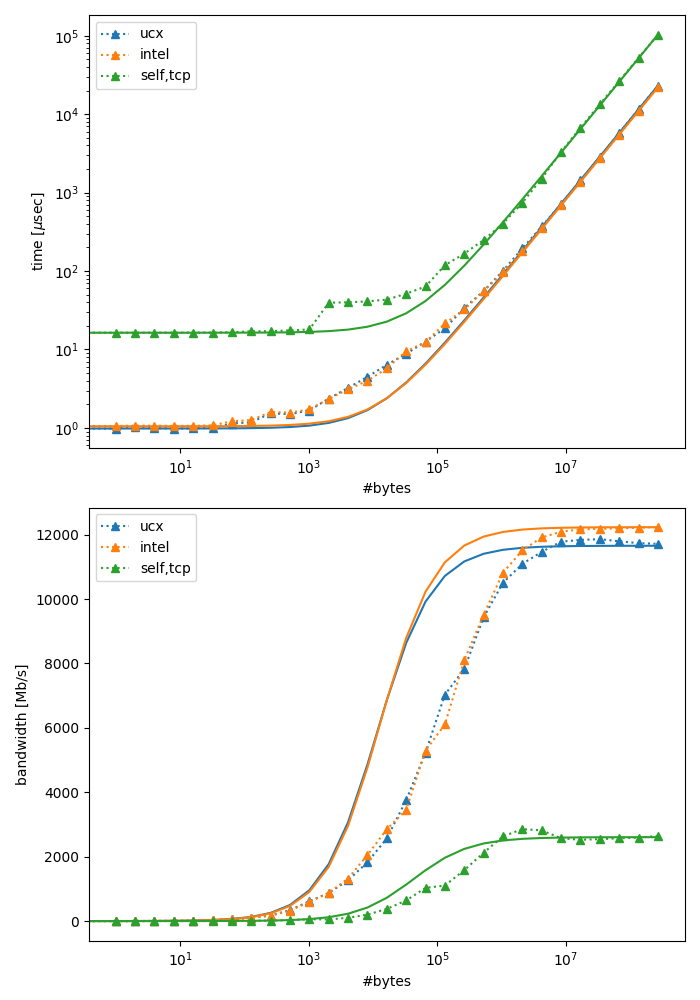 ucx
intel
self,tcp
10^5
10^4
10^3
10^2
10^1
10^0
time [μsec]
10^1 10^3 10^5 10^7
#bytes
ucx
intel
self,tcp
12000
10000
8000
6000
4000
2000
0
bandwidth [Mb/s]
10^1 10^3 10^5 10^7
#bytes